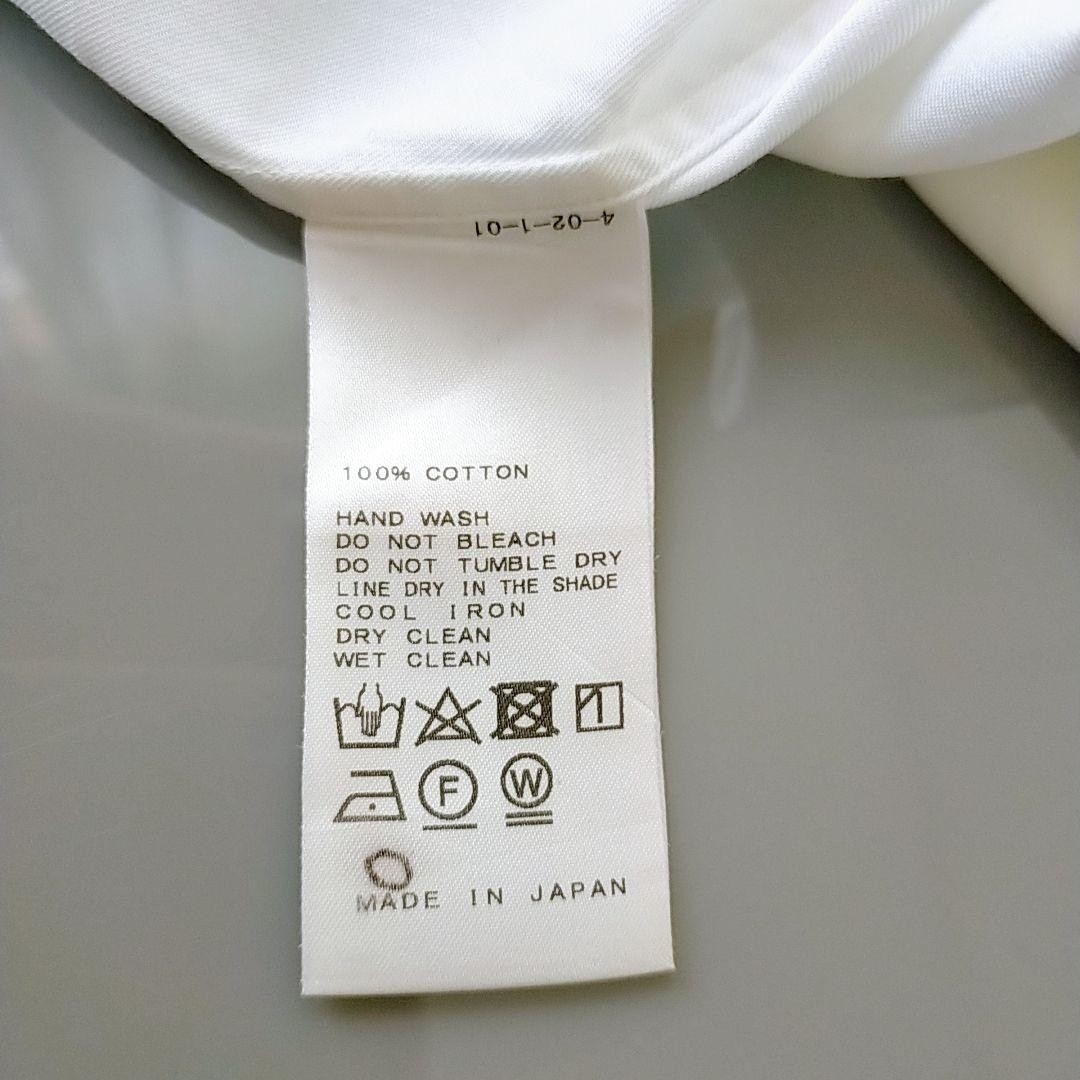 4-02-1-01
100% COTTON
HAND WASH
DO NOT BLEACH
DO NOT TUMBLE DRY
LINE DRY IN THE SHADE
COOL IRON
DRY CLEAN
WET CLEAN
F W
MADE IN JAPAN